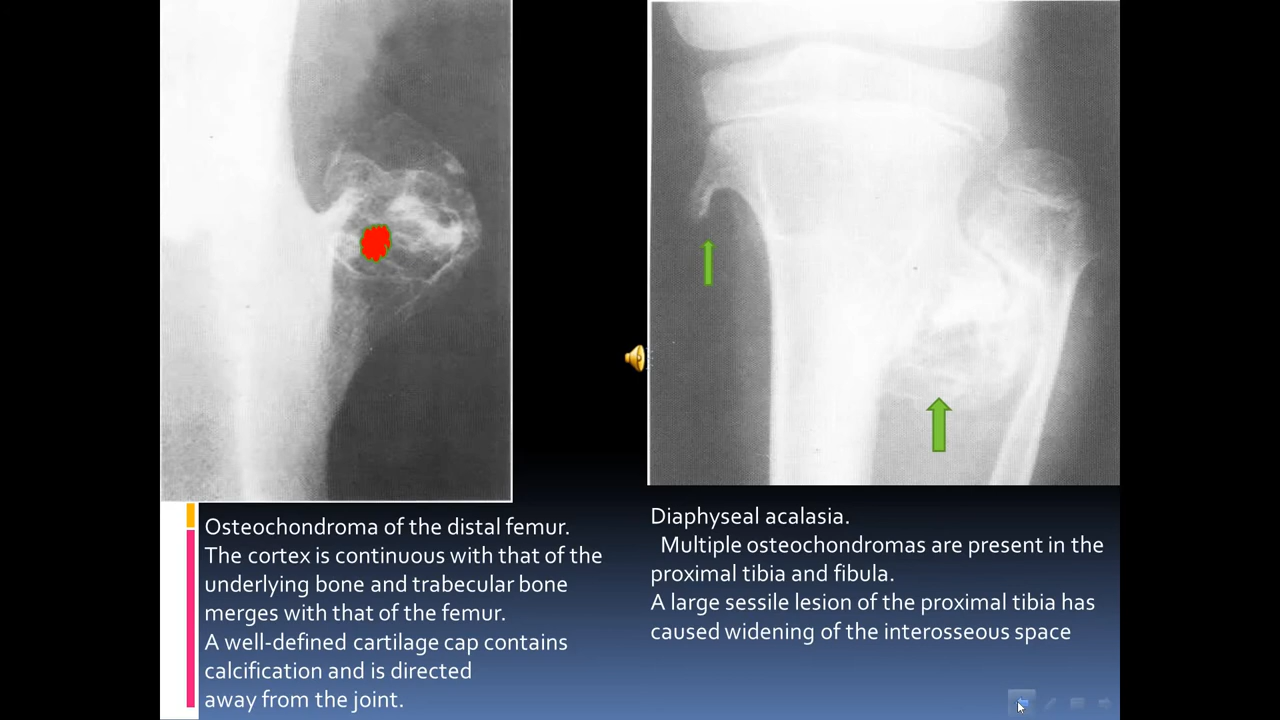 Osteochondroma of the distal femur.
The cortex is continuous with that of the
underlying bone and trabecular bone
merges with that of the femur.
A well-defined cartilage cap contains
calcification and is directed
away from the joint.
Diaphyseal acalasia.
Multiple osteochondromas are present in the
proximal tibia and fibula.
A large sessile lesion of the proximal tibia has
caused widening of the interosseous space